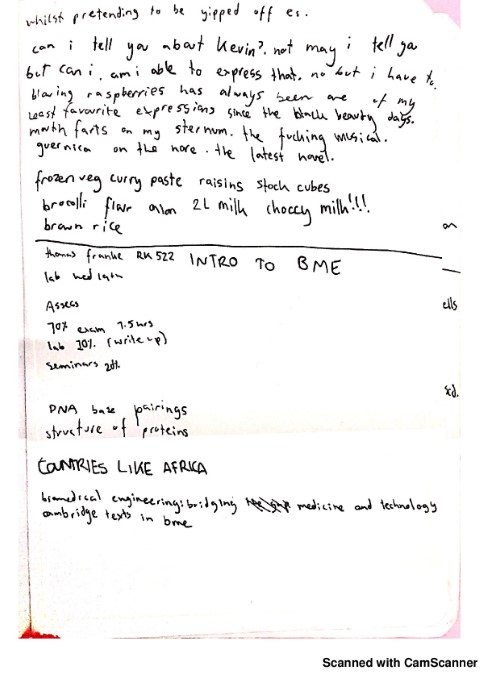 whilst pretending to be yipped off es.
can i tell you about Kevin?. not may i tell ya
but can i. am i able to express that. no but i have to.
blowing raspberries has always been one of my
least favourite expressions since the black beauty days.
mouth farts on my sternum. the fucking musical.
guernica on the nore. the latest novel.
frozen veg curry paste raisins stock cubes
brocolli flour onion 2L milk choccy milk!!!
brown rice
on
thomas franke RK 522 INTRO TO BME
lab wed
ells
Assess
70% exam 1.5hrs
lab 10%. (write up)
seminars 20%
DNA base pairings
structure of proteins
COUNTRIES LIKE AFRICA
biomedical engineering: bridging medicine and technology
cambridge texts in bme
Scanned with CamScanner